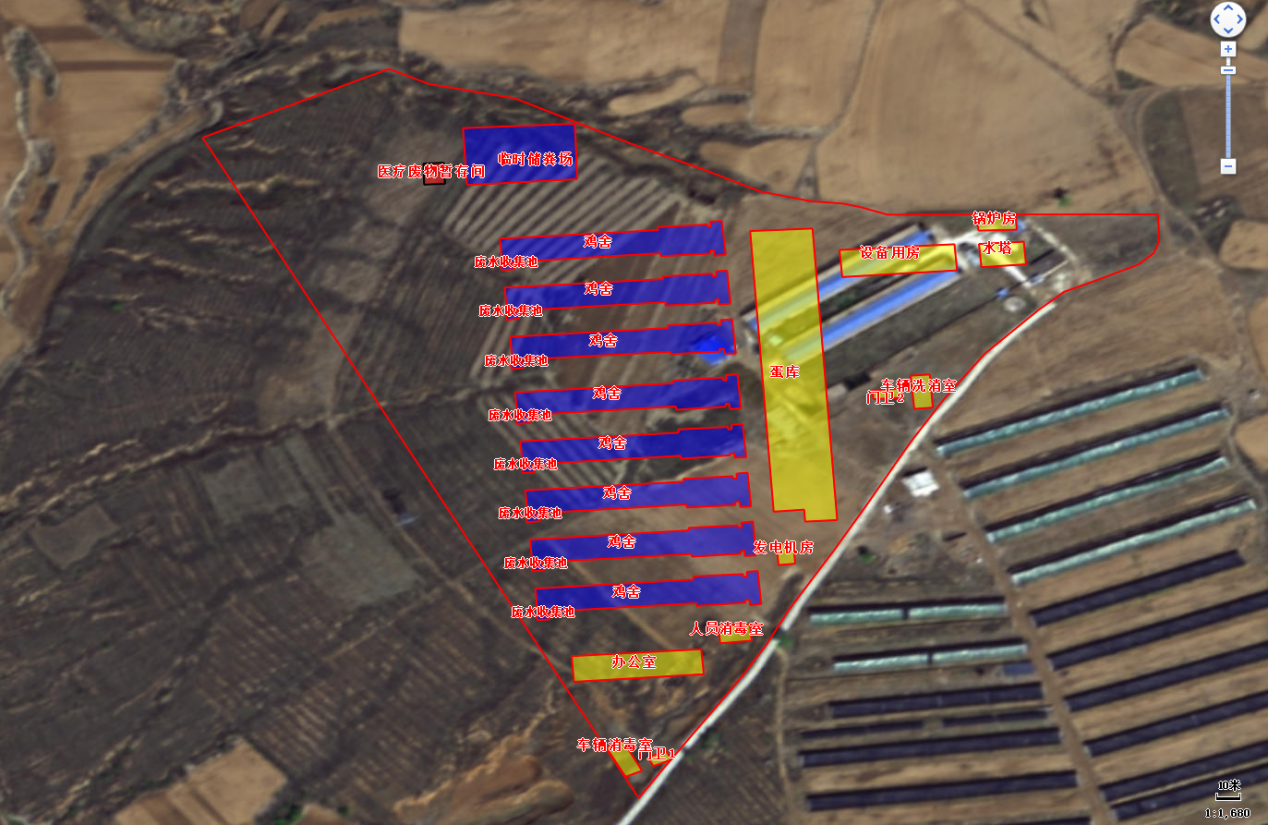 临时储粪场
医疗废物暂存间
锅炉房
鸡舍
水塔
设备用房
废水收集池
鸡舍
废水收集池
鸡舍
废水收集池
蛋库
车辆洗消室
鸡舍
门卫2
废水收集池
鸡舍
废水收集池
鸡舍
废水收集池
鸡舍
发电机房
废水收集池
鸡舍
废水收集池
人员消毒室
办公室
车辆消毒室
门卫1
10米
1:1,680